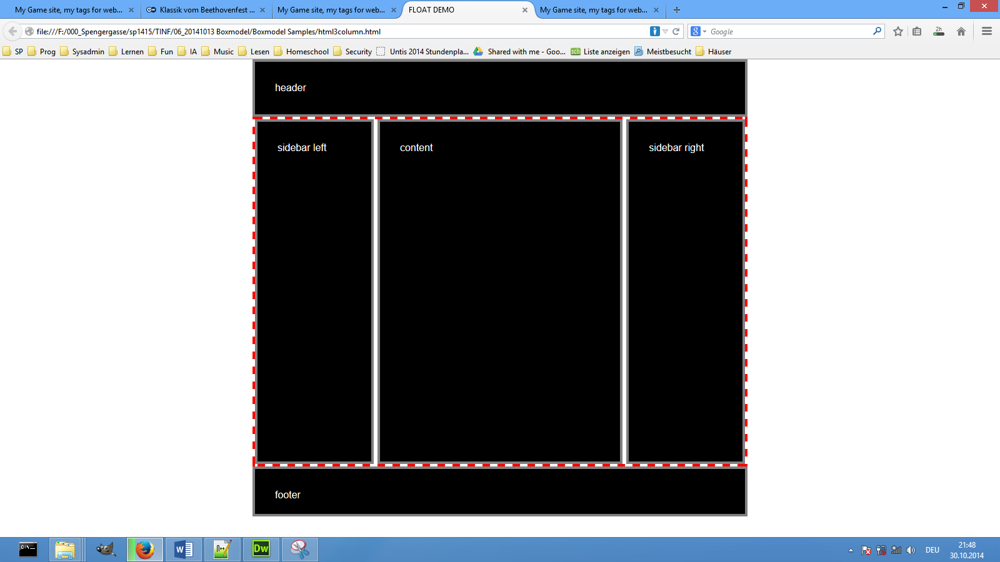 My Game site, my tags for web...
Klassik vom Beethovenfest ...
My Game site, my tags for web...
FLOAT DEMO
My Game site, my tags for web...
file:///F:/000_Spengergasse/sp1415/TINF/06_20141013 Boxmodel/Boxmodel Samples/html3column.html
Google
2h
SP
Prog
Sysadmin
Lernen
Fun
IA
Music
Lesen
Homeschool
Security
Untis 2014 Stundenpla...
Shared with me - Goo...
sch
Liste anzeigen
Meistbesucht
Häuser
header
sidebar left
content
sidebar right
footer
DEU
21:48
30.10.2014